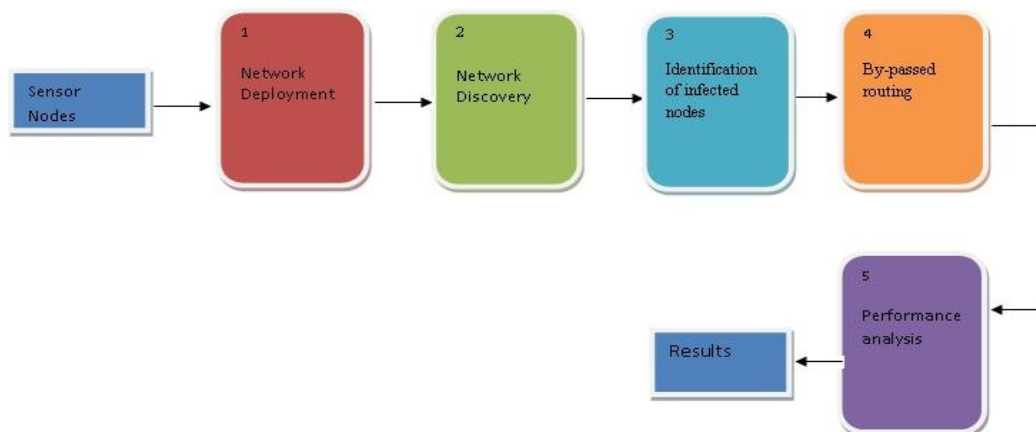 Sensor
Nodes
1
Network
Deployment
2
Network
Discovery
3
Identification
of infected
nodes
4
By-passed
routing
5
Performance
analysis
Results